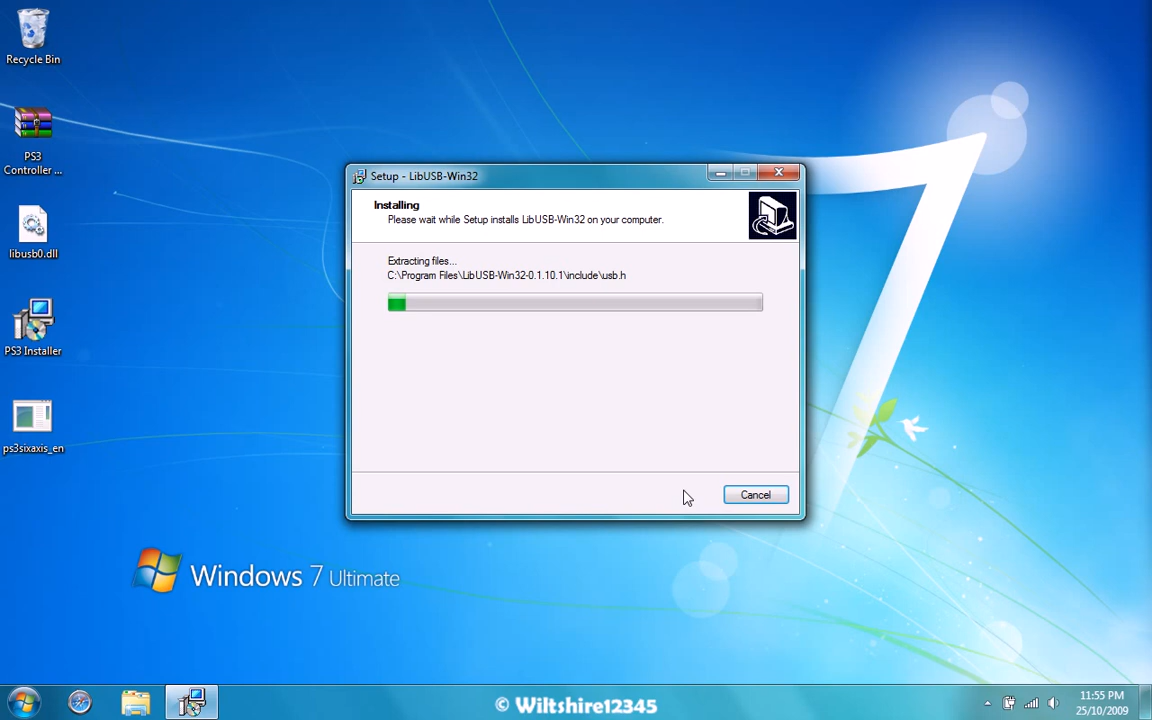 Recycle Bin
PS3
Controller ...
libusb0.dll
PS3 Installer
ps3sixaxis_en
Setup - LibUSB-Win32
Installing
Please wait while Setup installs LibUSB-Win32 on your computer.
Extracting files...
C:\Program Files\LibUSB-Win32-0.1.10.1\include\usb.h
Cancel
7
Windows 7 Ultimate
© Wiltshire12345
11:55 PM
25/10/2009